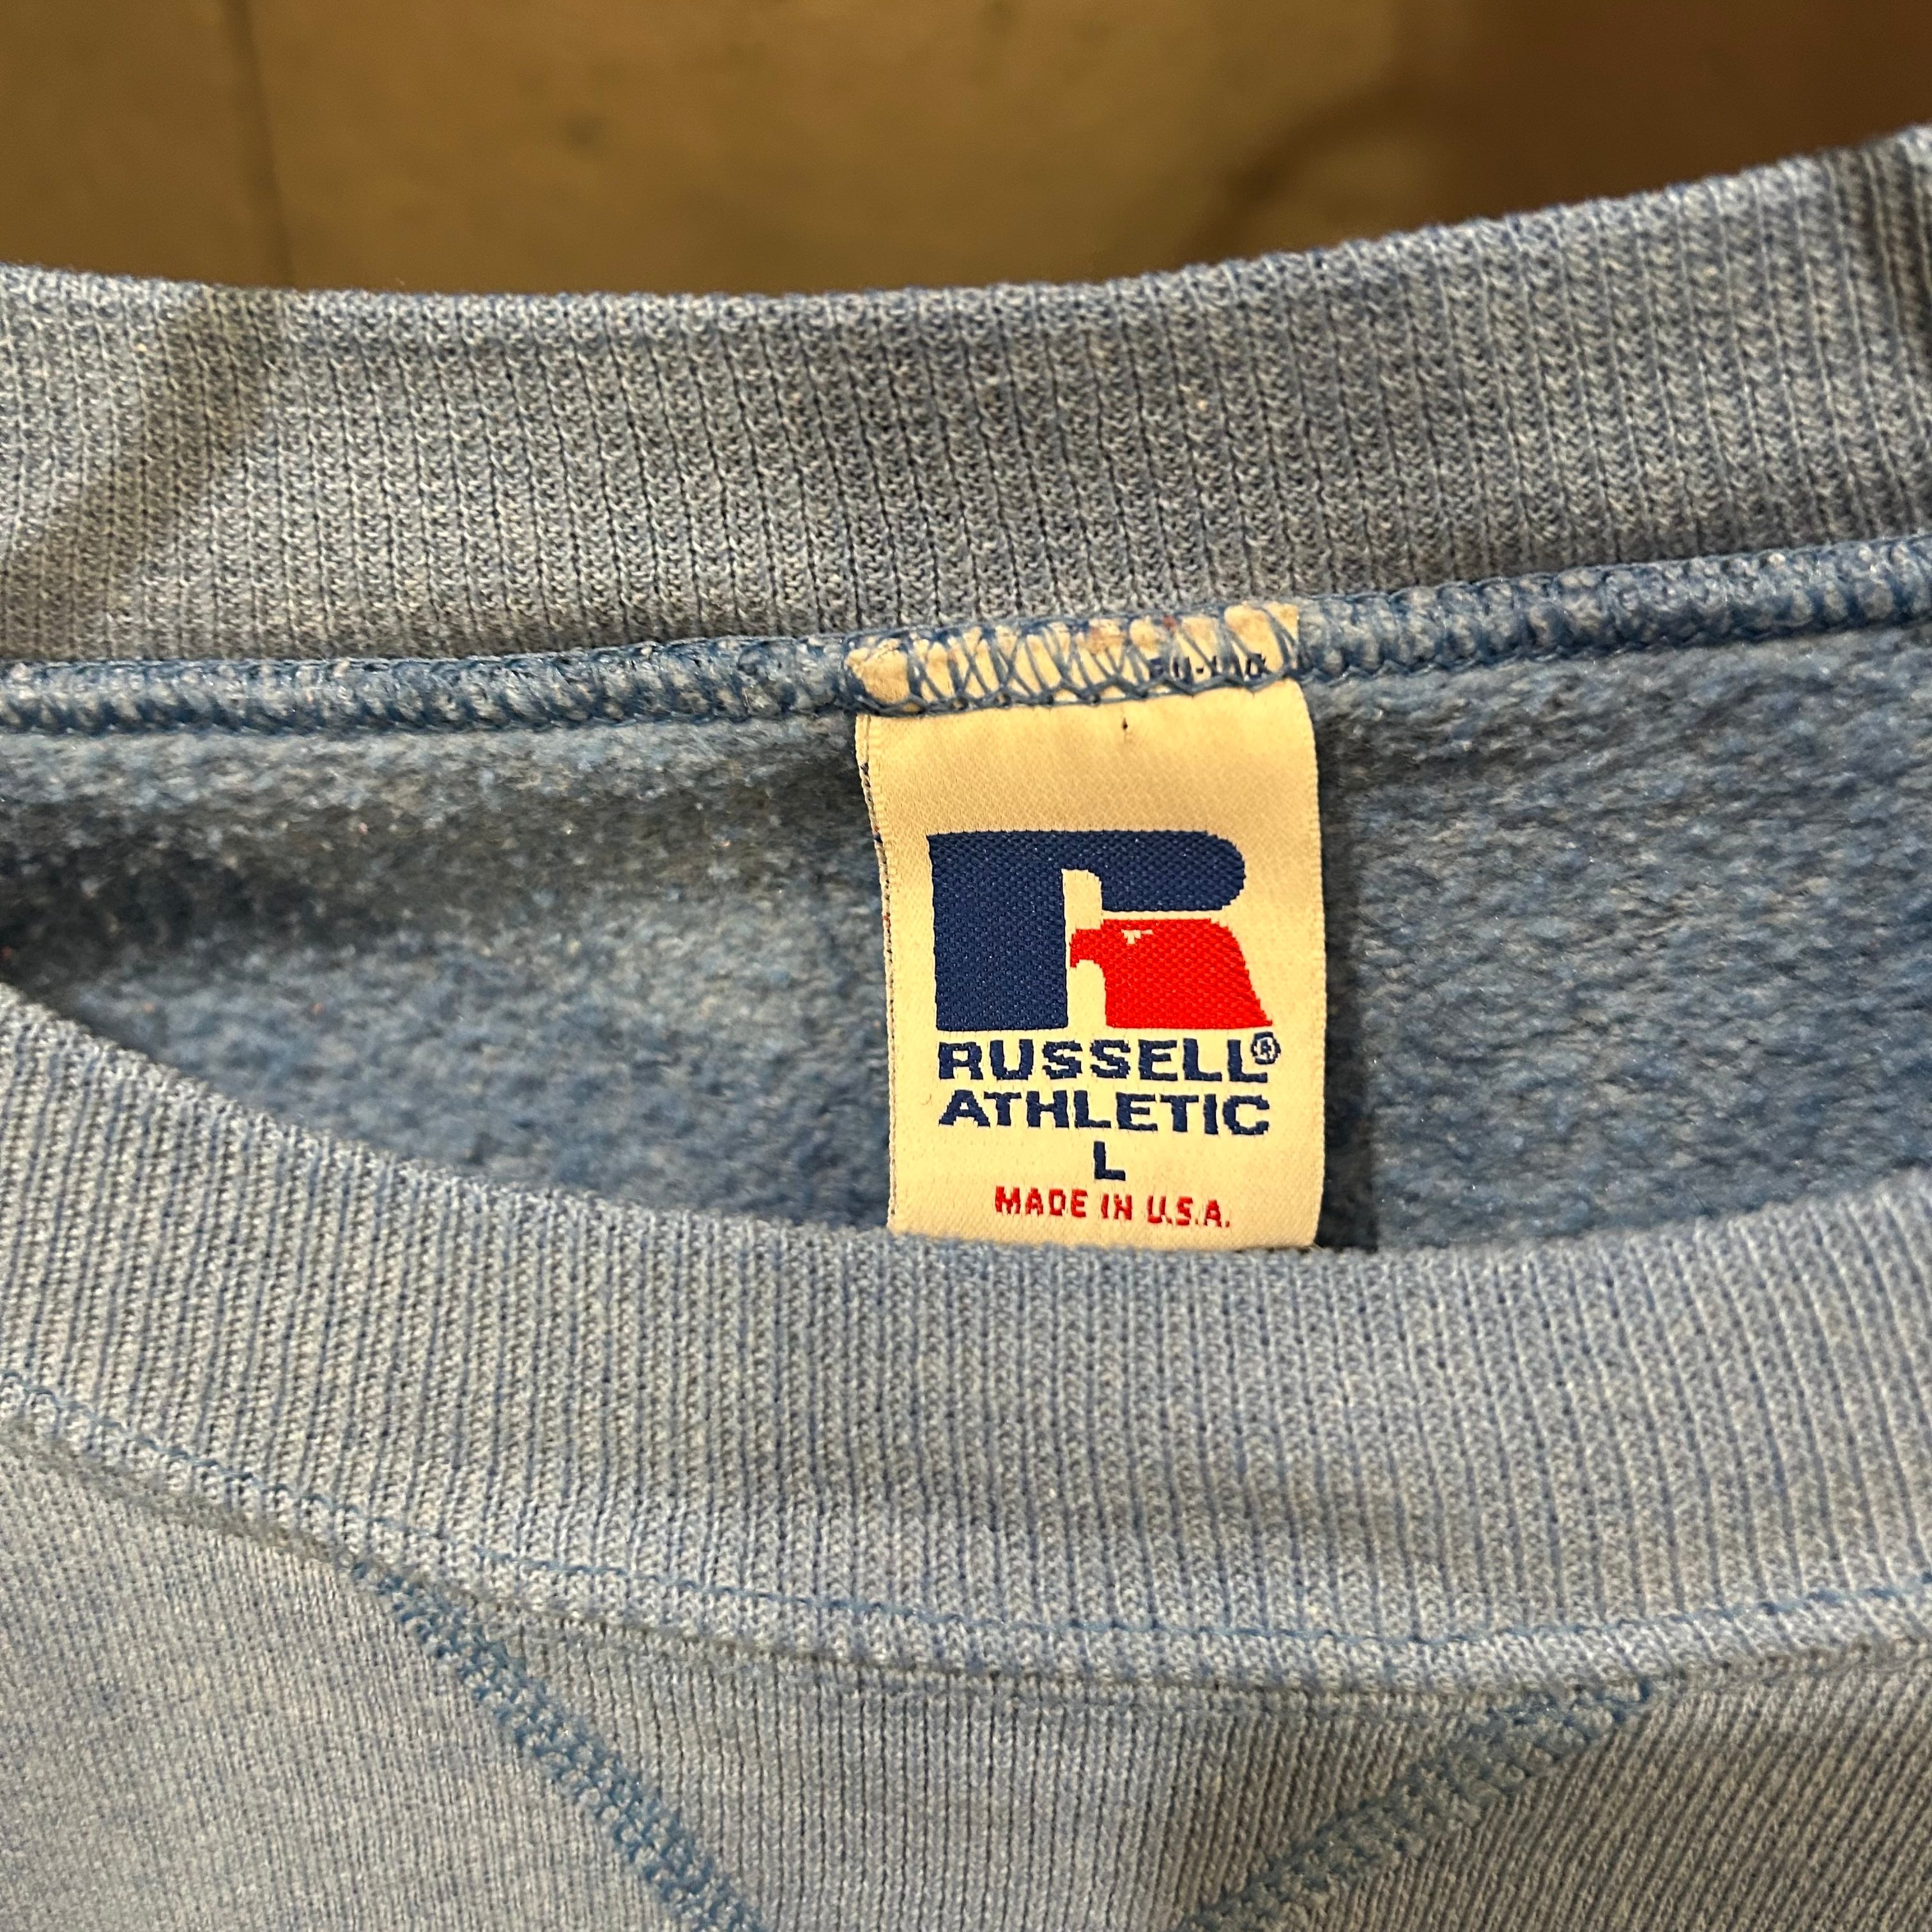 RUSSELL®
ATHLETIC
L
MADE IN U.S.A.